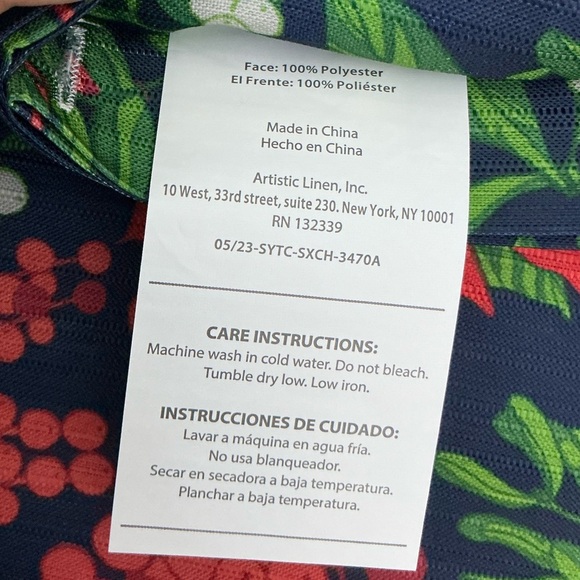 Face: 100% Polyester
El Frente: 100% Poliéster
Made in China
Hecho en China
Artistic Linen, Inc.
10 West, 33rd street, suite 230. New York, NY 10001
RN 132339
05/23-SYTC-SXCH-3470A
CARE INSTRUCTIONS:
Machine wash in cold water. Do not bleach.
Tumble dry low. Low iron.
INSTRUCCIONES DE CUIDADO:
Lavar a máquina en agua fría.
No usa blanqueador.
Secar en secadora a baja temperatura.
Planchar a baja temperatura.